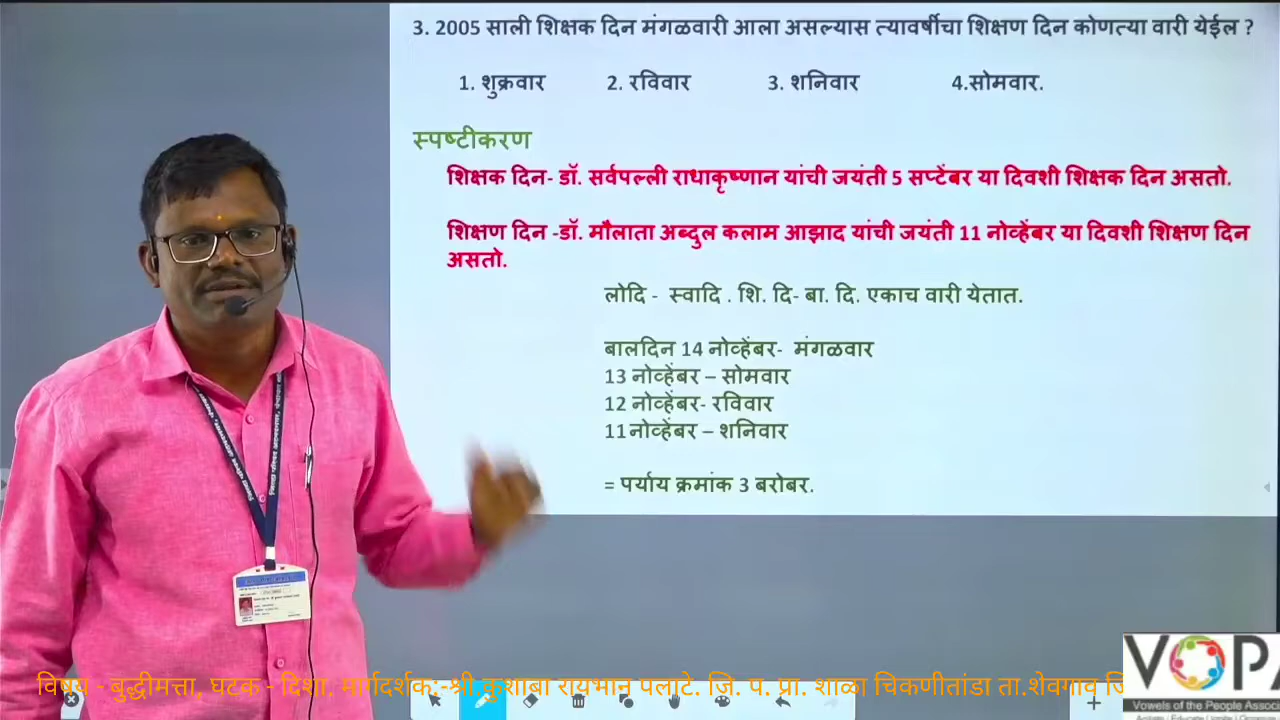 3. 2005 साली शिक्षक दिन मंगळवारी आला असल्यास त्यावर्षीचा शिक्षण दिन कोणत्या वारी येईल ?
1. शुक्रवार 2. रविवार 3. शनिवार 4.सोमवार.
स्पष्टीकरण
शिक्षक दिन- डॉ. सर्वपल्ली राधाकृष्णान यांची जयंती 5 सप्टेंबर या दिवशी शिक्षक दिन असतो.
शिक्षण दिन -डॉ. मौलाता अब्दुल कलाम आझाद यांची जयंती 11 नोव्हेंबर या दिवशी शिक्षण दिन
असतो.
लोदि - स्वादि . शि. दि- बा. दि. एकाच वारी येतात.
बालदिन 14 नोव्हेंबर- मंगळवार
13 नोव्हेंबर – सोमवार
12 नोव्हेंबर- रविवार
11नोव्हेंबर – शनिवार
= पर्याय क्रमांक 3 बरोबर.
विषय - बुद्धीमत्ता, घटक - दिशा, मार्गदर्शक:-श्री.कुशाबा रायभान पलाटे. जि. प. प्रा. शाळा चिकणीतांडा ता.शेवगाव जि
VOPA
Vowels of the People Associ